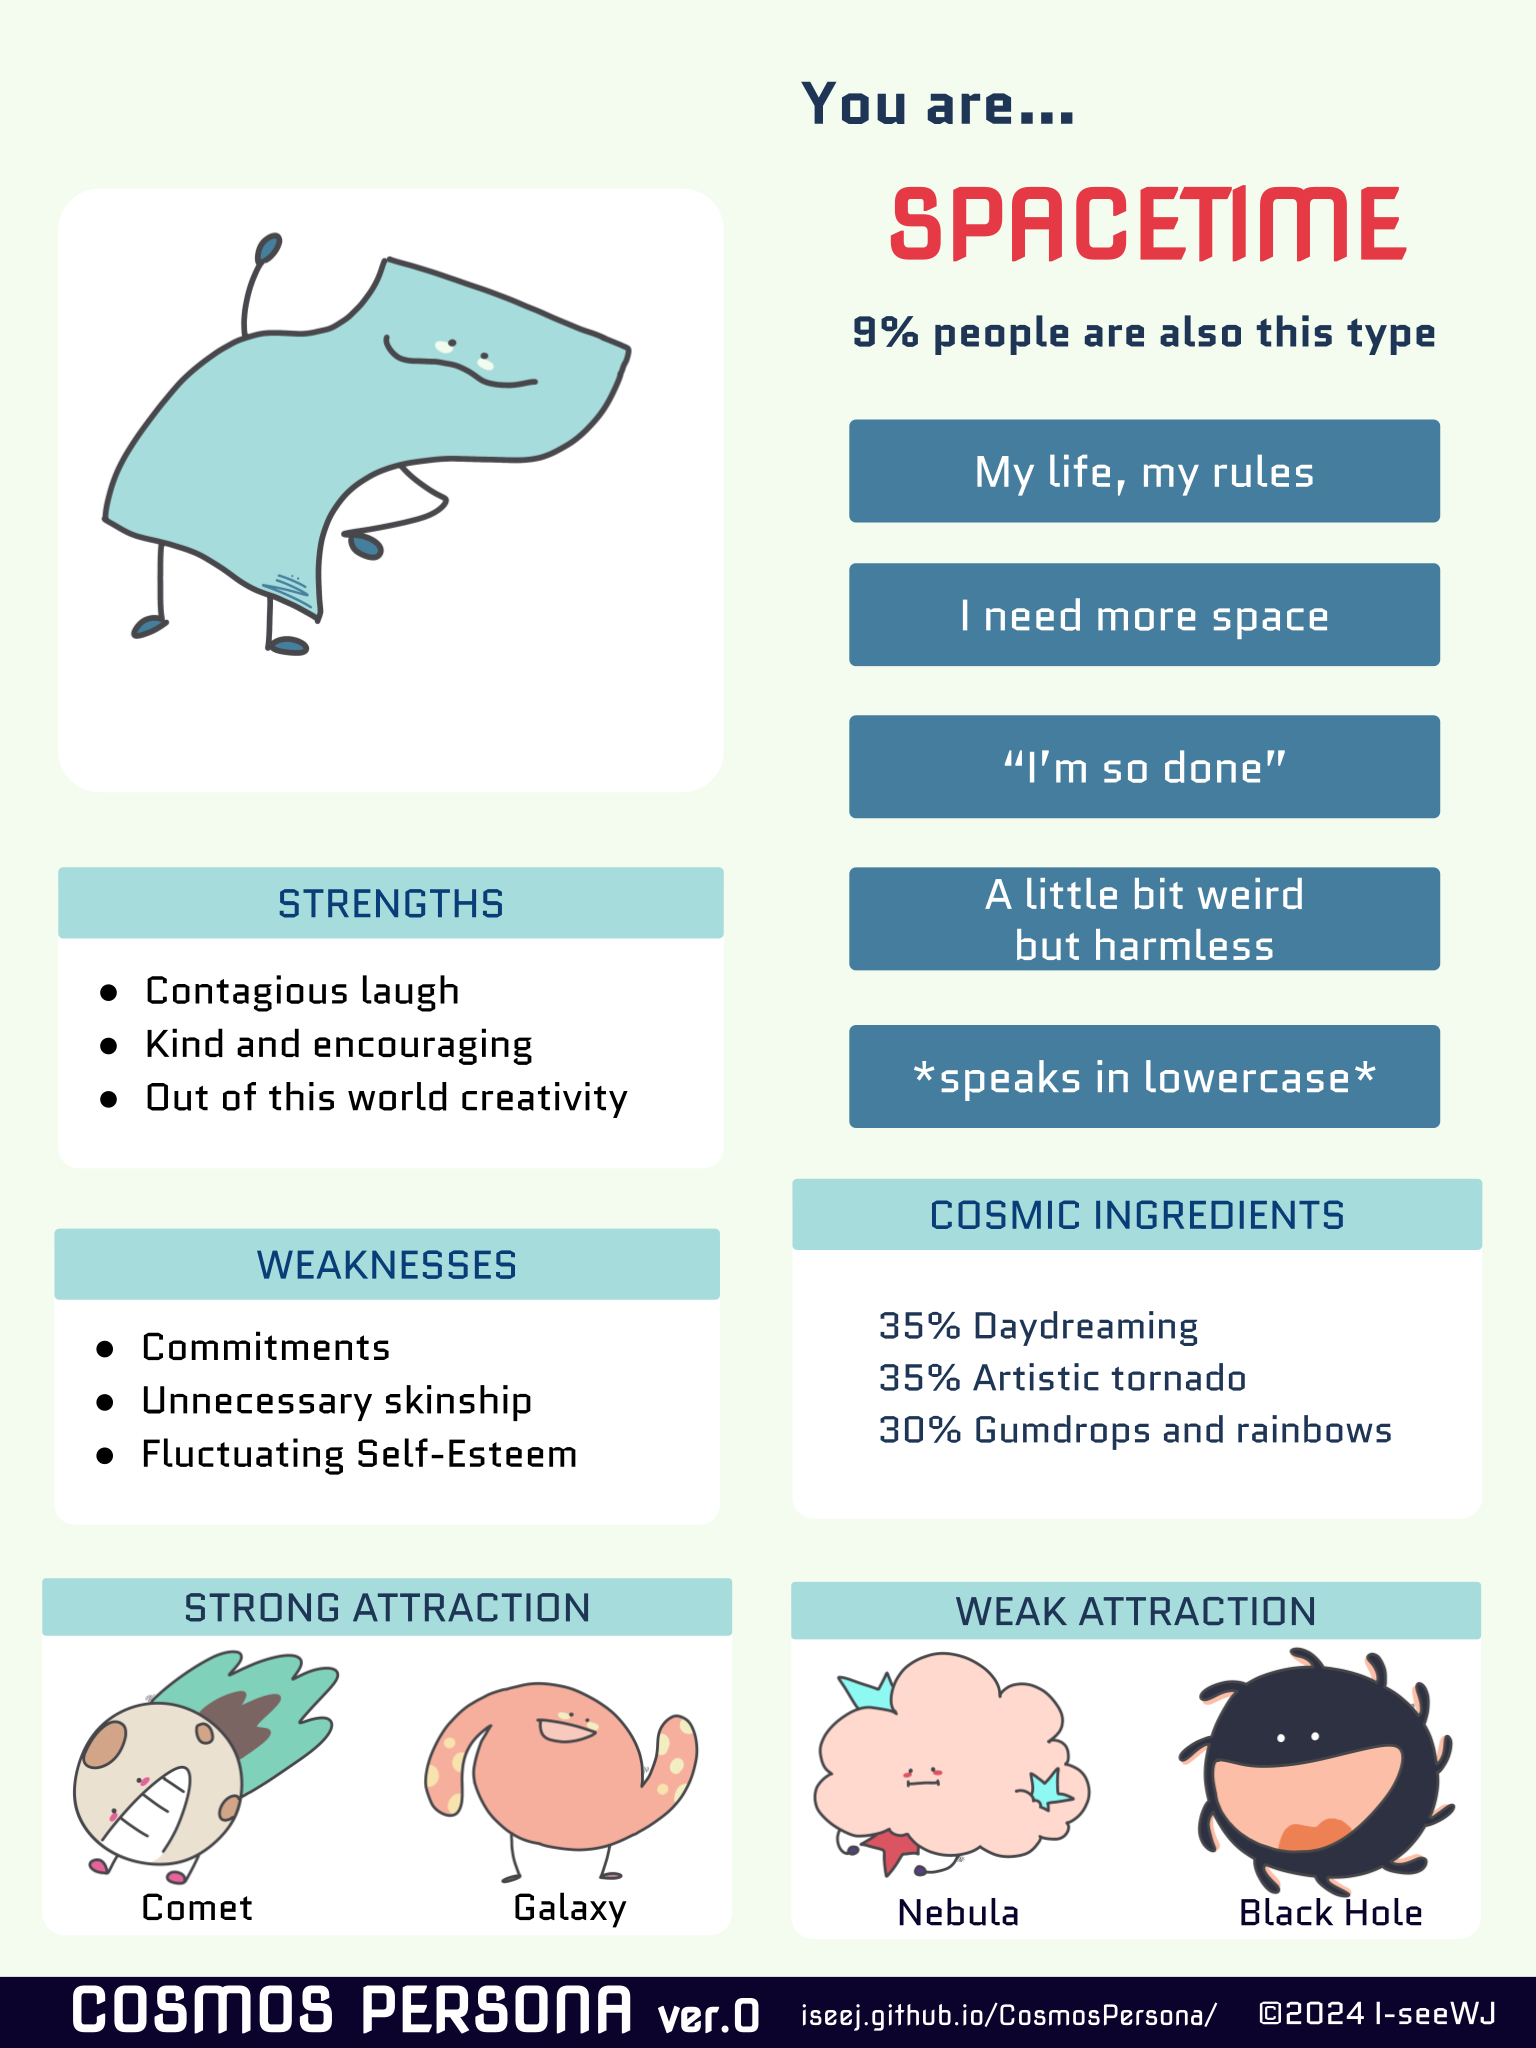 You are...
SPACETIME
9% people are also this type
My life, my rules
I need more space
“I’m so done”
A little bit weird
but harmless
*speaks in lowercase*
STRENGTHS
● Contagious laugh
● Kind and encouraging
● Out of this world creativity
WEAKNESSES
● Commitments
● Unnecessary skinship
● Fluctuating Self-Esteem
COSMIC INGREDIENTS
35% Daydreaming
35% Artistic tornado
30% Gumdrops and rainbows
STRONG ATTRACTION
Comet
Galaxy
WEAK ATTRACTION
Nebula
Black Hole
COSMOS PERSONA ver.0
iseej.github.io/CosmosPersona/
©2024 I-seeWJ